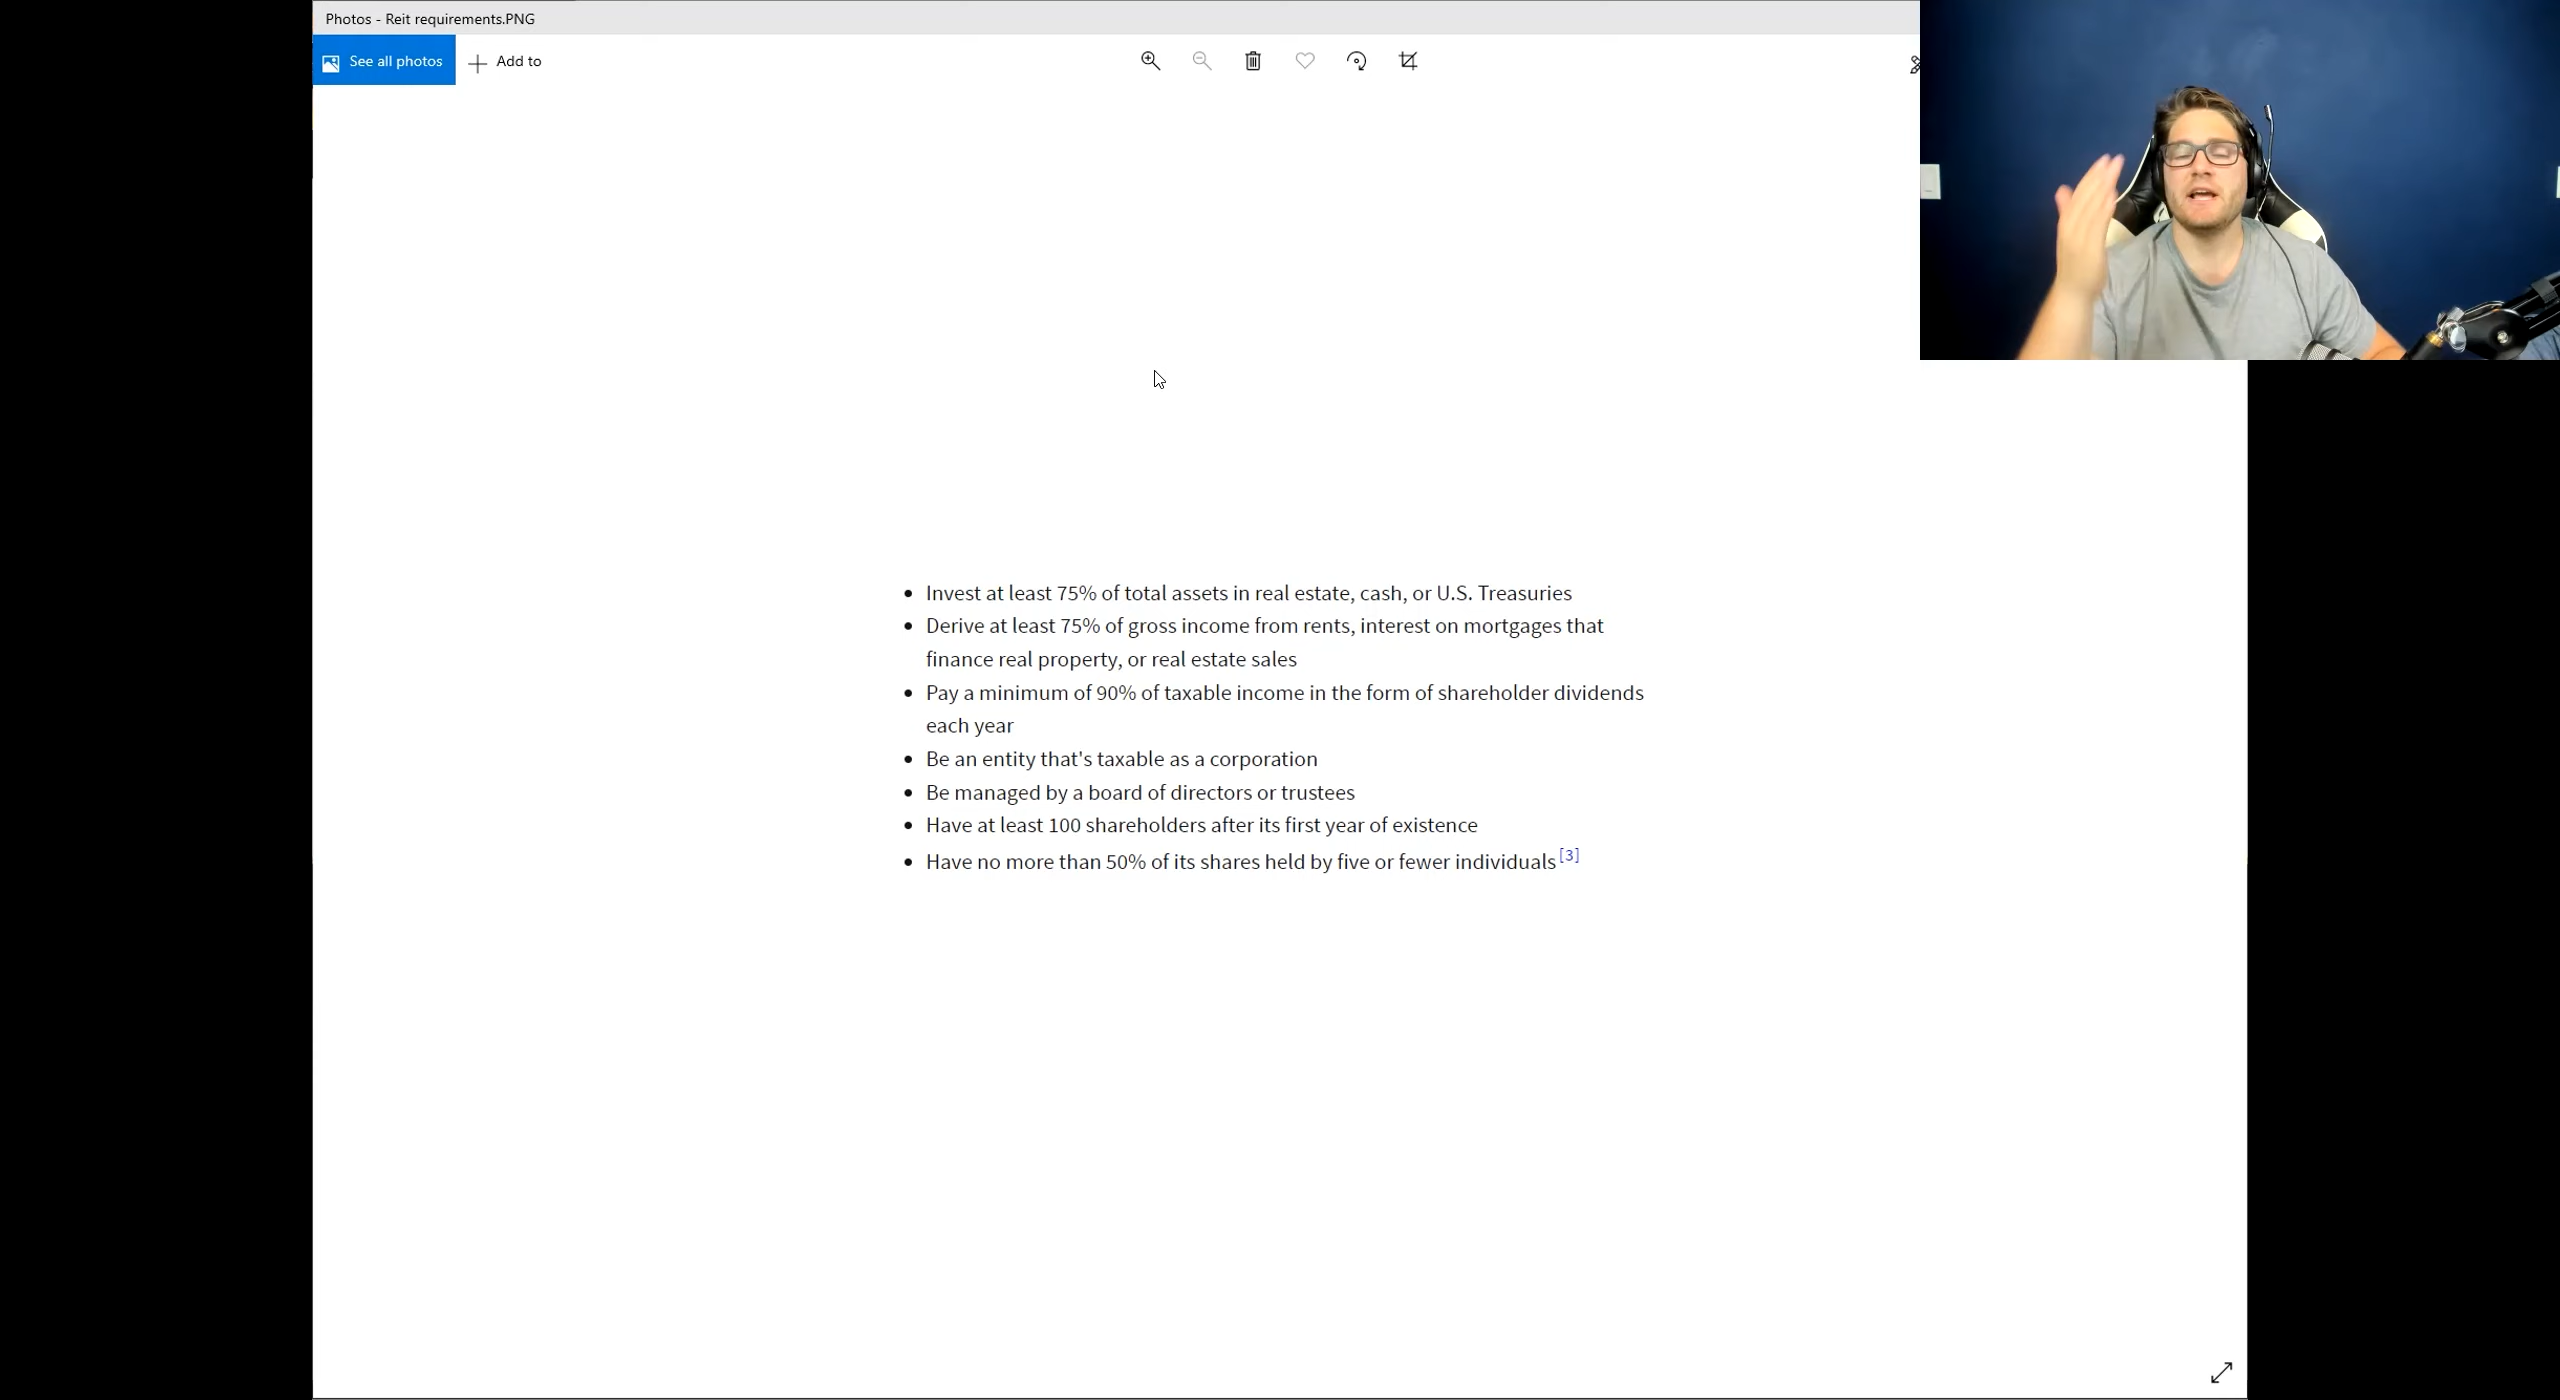 Photos - Reit requirements.PNG
See all photos
Add to
Invest at least 75% of total assets in real estate, cash, or U.S. Treasuries
Derive at least 75% of gross income from rents, interest on mortgages that
finance real property, or real estate sales
Pay a minimum of 90% of taxable income in the form of shareholder dividends
each year
Be an entity that's taxable as a corporation
Be managed by a board of directors or trustees
Have at least 100 shareholders after its first year of existence
Have no more than 50% of its shares held by five or fewer individuals [3]